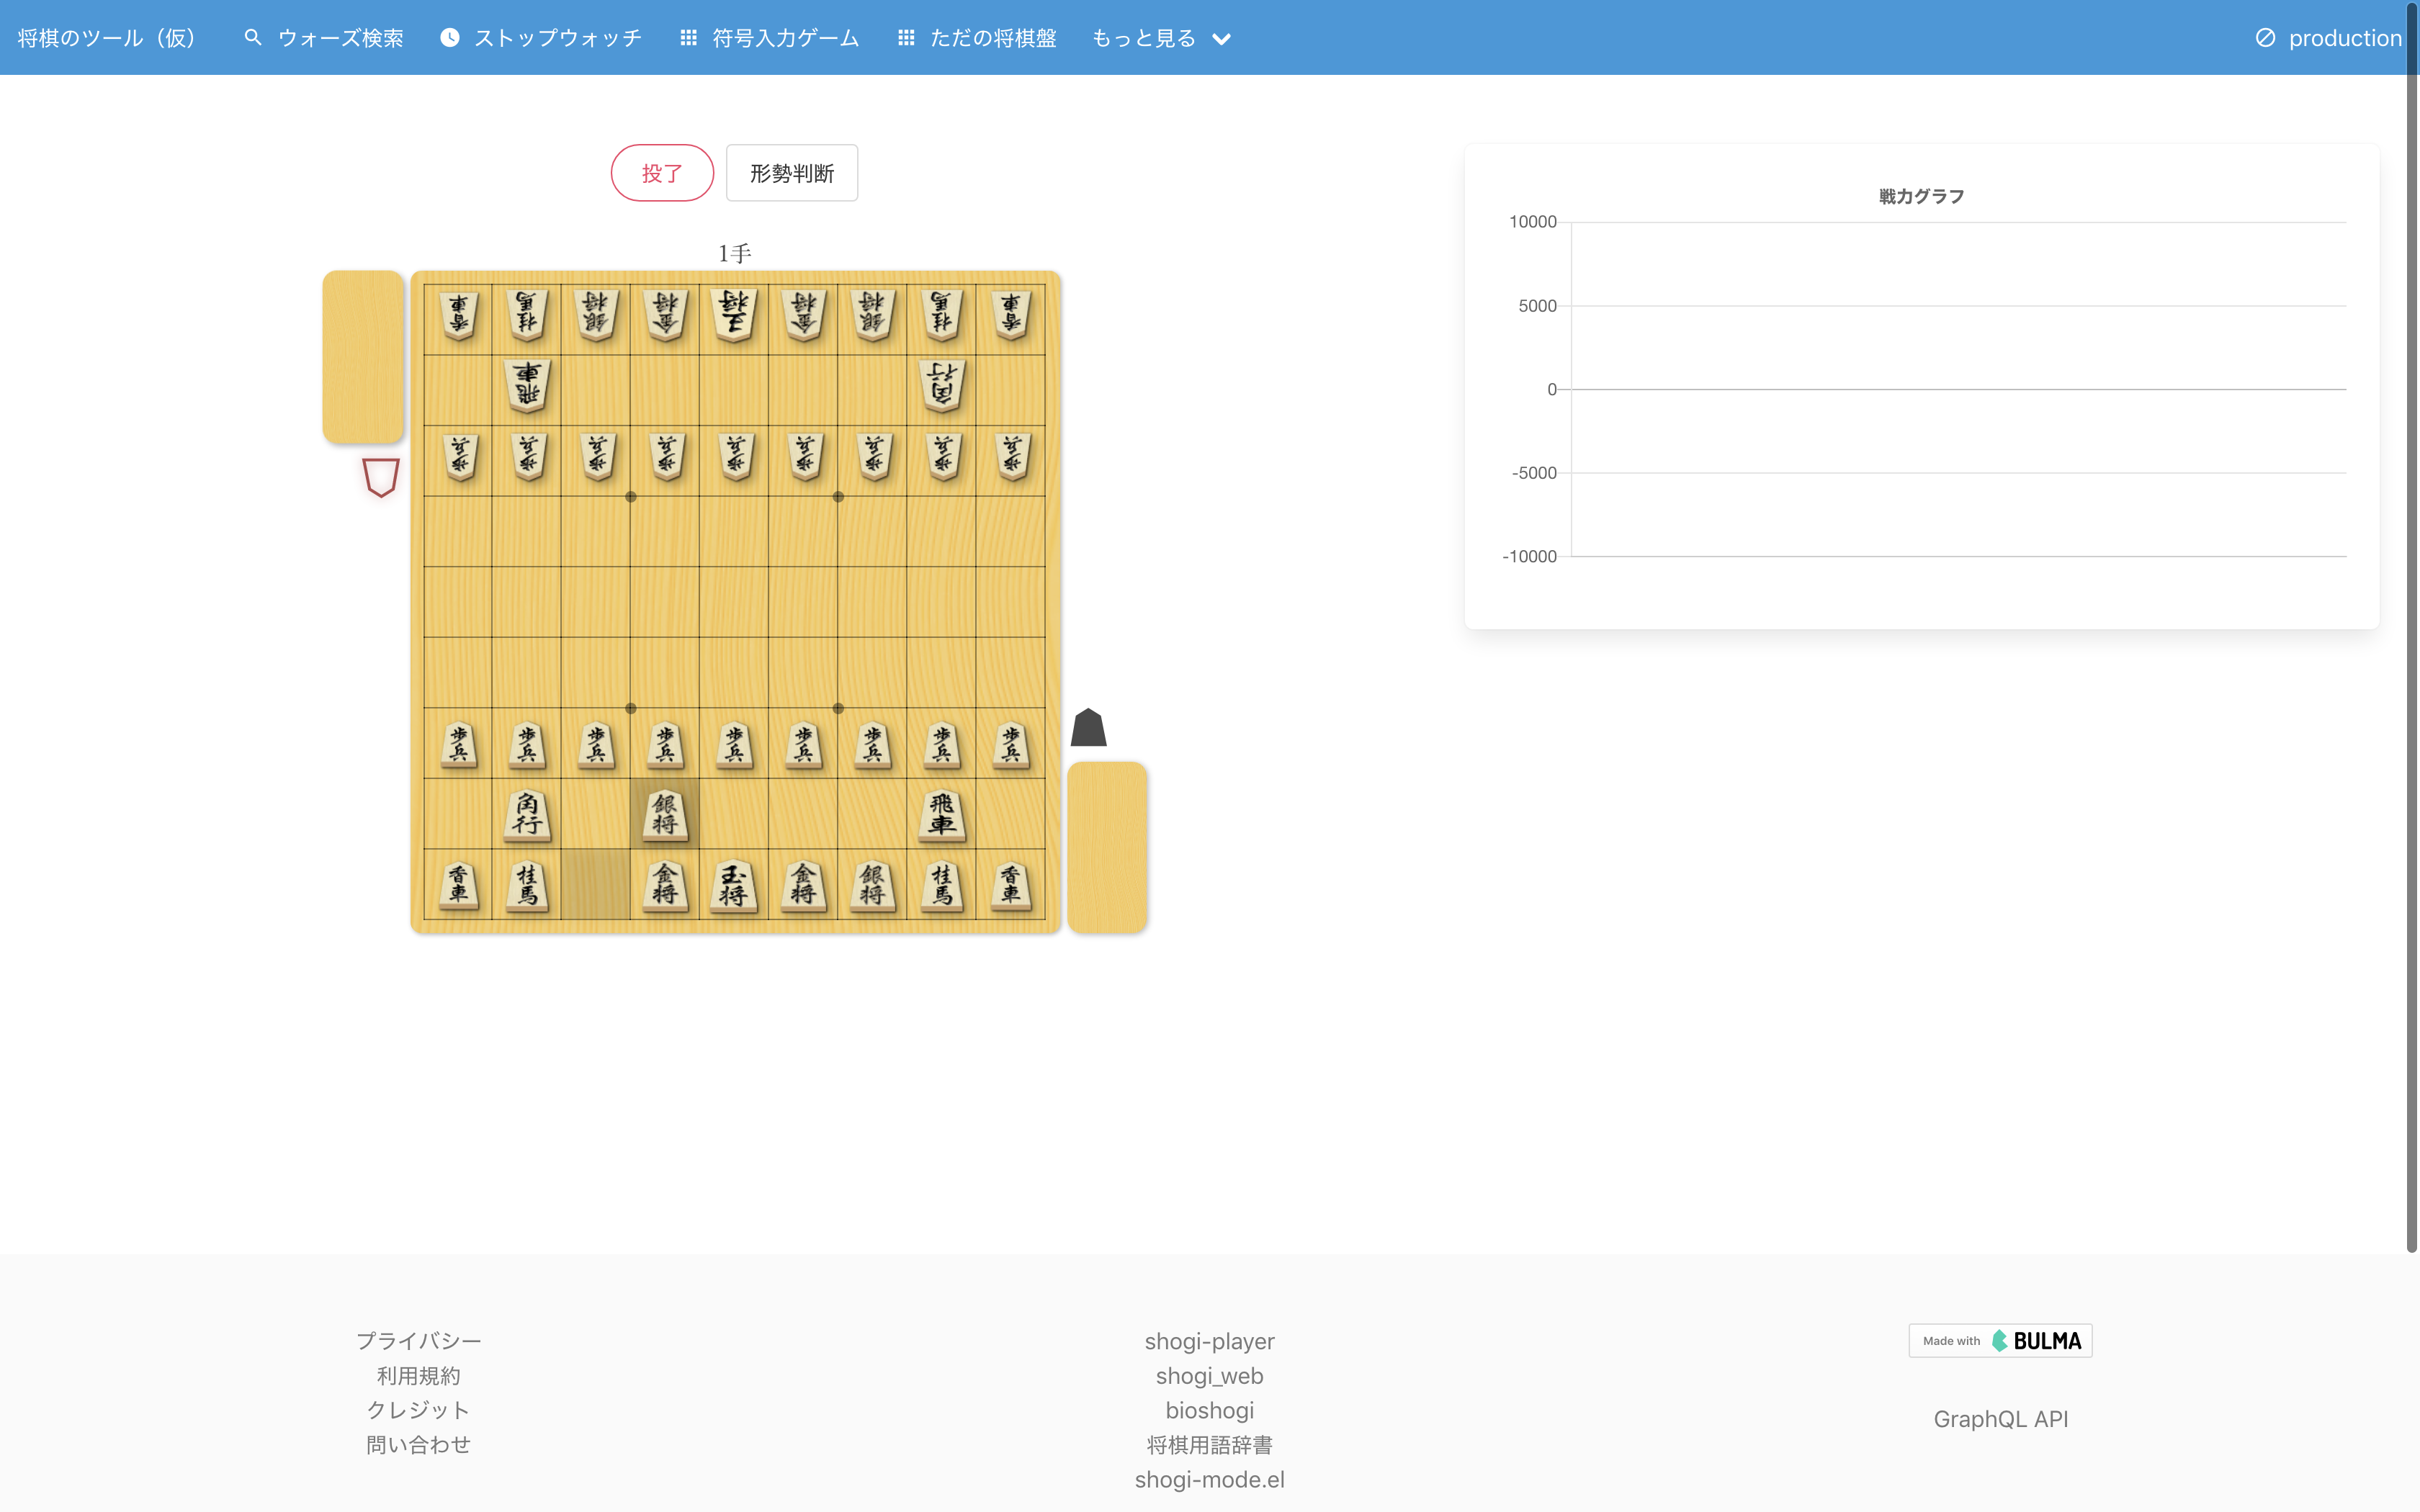 将棋のツール（仮） ウォーズ検索 ストップウォッチ 符号入力ゲーム ただの将棋盤 もっと見る production
投了 形勢判断
1手
香車 桂馬 銀将 金将 王将 金将 銀将 桂馬 香車
飛車 角行
歩兵 歩兵 歩兵 歩兵 歩兵 歩兵 歩兵 歩兵 歩兵
歩兵 歩兵 歩兵 歩兵 歩兵 歩兵 歩兵 歩兵 歩兵
角行 銀将 飛車
香車 桂馬 金将 玉将 金将 銀将 桂馬 香車
戦力グラフ
10000
5000
0
-5000
-10000
プライバシー
利用規約
クレジット
問い合わせ
shogi-player
shogi_web
bioshogi
将棋用語辞書
shogi-mode.el
Made with BULMA
GraphQL API